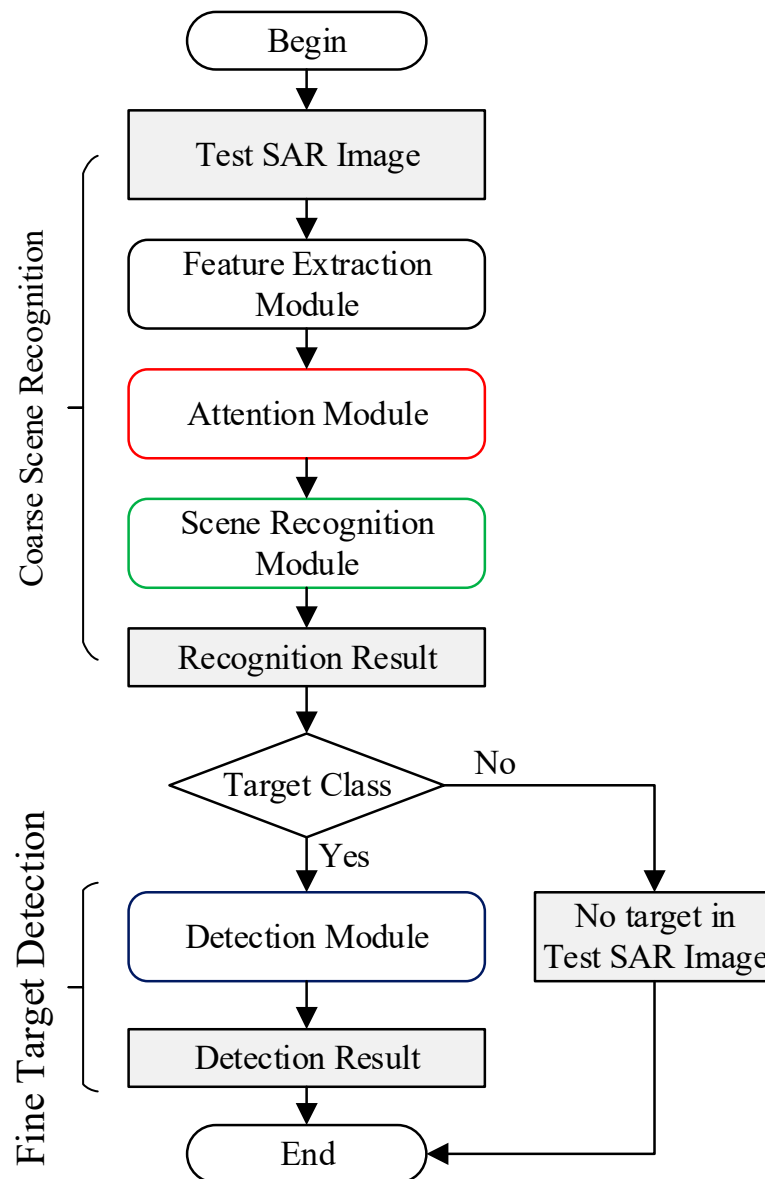 Begin
Coarse Scene Recognition
Test SAR Image
Feature Extraction
Module
Attention Module
Scene Recognition
Module
Recognition Result
Target Class
No
Yes
Fine Target Detection
Detection Module
No target in
Test SAR Image
Detection Result
End